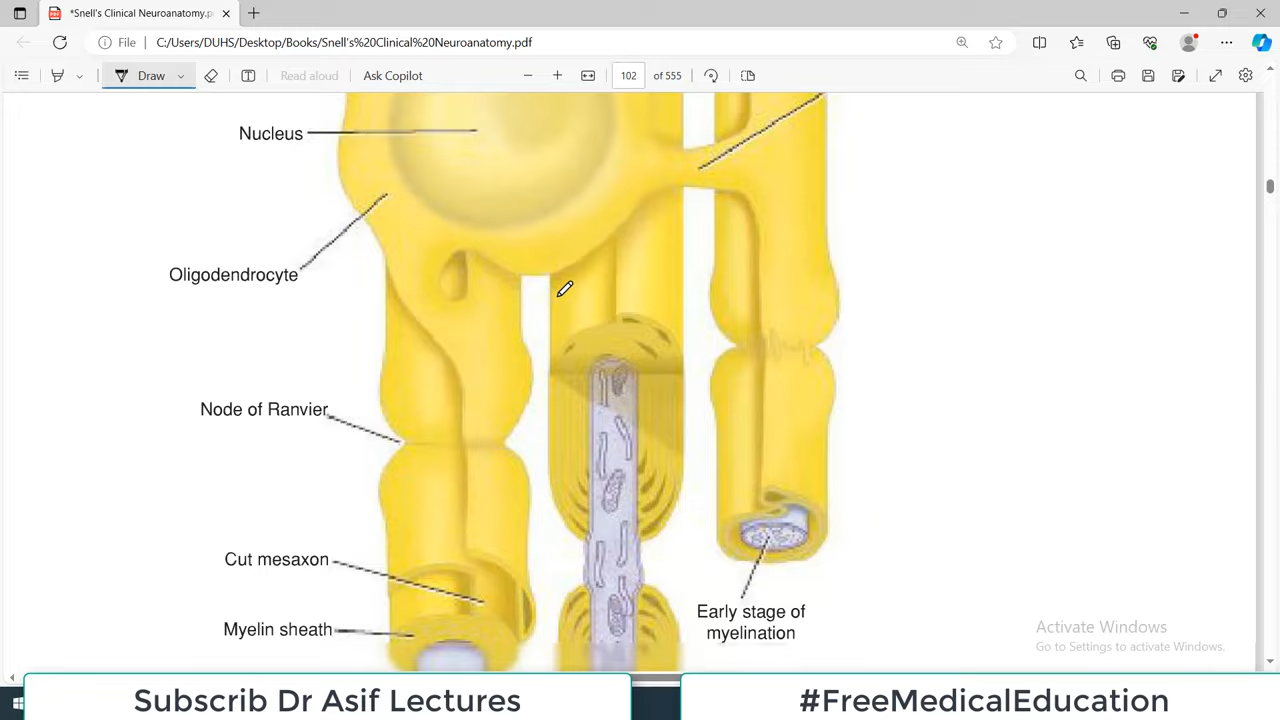 *Snell's Clinical Neuroanatomy.p
File
C:/Users/DUHS/Desktop/Books/Snell's%20Clinical%20Neuroanatomy.pdf
Draw
Read aloud
Ask Copilot
102
of 555
Nucleus
Oligodendrocyte
Node of Ranvier
Cut mesaxon
Myelin sheath
Early stage of
myelination
Activate Windows
Go to Settings to activate Windows.
Subscrib Dr Asif Lectures
#FreeMedicalEducation